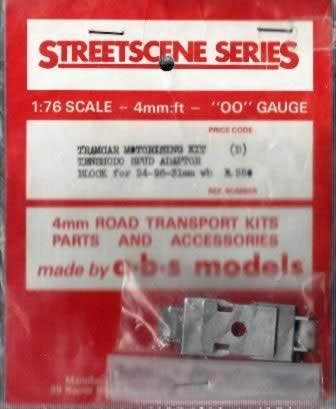 STREETSCENE SERIES
1:76 SCALE – 4mm:ft – "OO" GAUGE
PRICE CODE
TRAMCAR MOTORISING KIT (D)
TENSHODO SPUD ADAPTOR
BLOCK for 24-26-31mm wb
REF. NUMBER
4mm ROAD TRANSPORT KITS
PARTS AND ACCESSORIES
made by a·b·s models
39